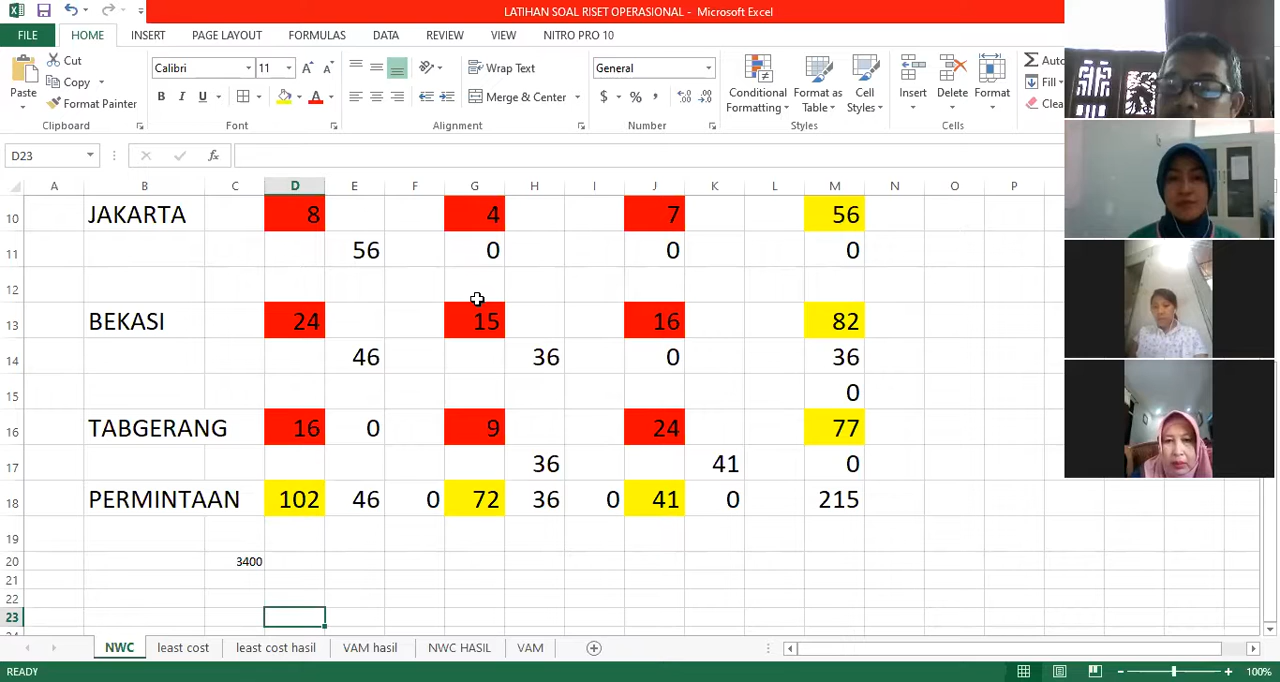 LATIHAN SOAL RISET OPERASIONAL - Microsoft Excel
FILE HOME INSERT PAGE LAYOUT FORMULAS DATA REVIEW VIEW NITRO PRO 10
Paste Cut Copy Format Painter
Calibri 11
B I U A
Wrap Text
Merge & Center
General
$ % ,
Conditional Formatting Format as Table Cell Styles
Insert Delete Format
Auto
Fill
Clea
Clipboard Font Alignment Number Styles Cells
D23 fx
A B C D E F G H I J K L M N O P
10 JAKARTA 8 4 7 56
11 56 0 0 0
12
13 BEKASI 24 15 16 82
14 46 36 0 36
15 0
16 TABGERANG 16 0 9 24 77
17 36 41 0
18 PERMINTAAN 102 46 0 72 36 0 41 0 215
19
20 3400
21
22
23
NWC least cost least cost hasil VAM hasil NWC HASIL VAM
READY 100%